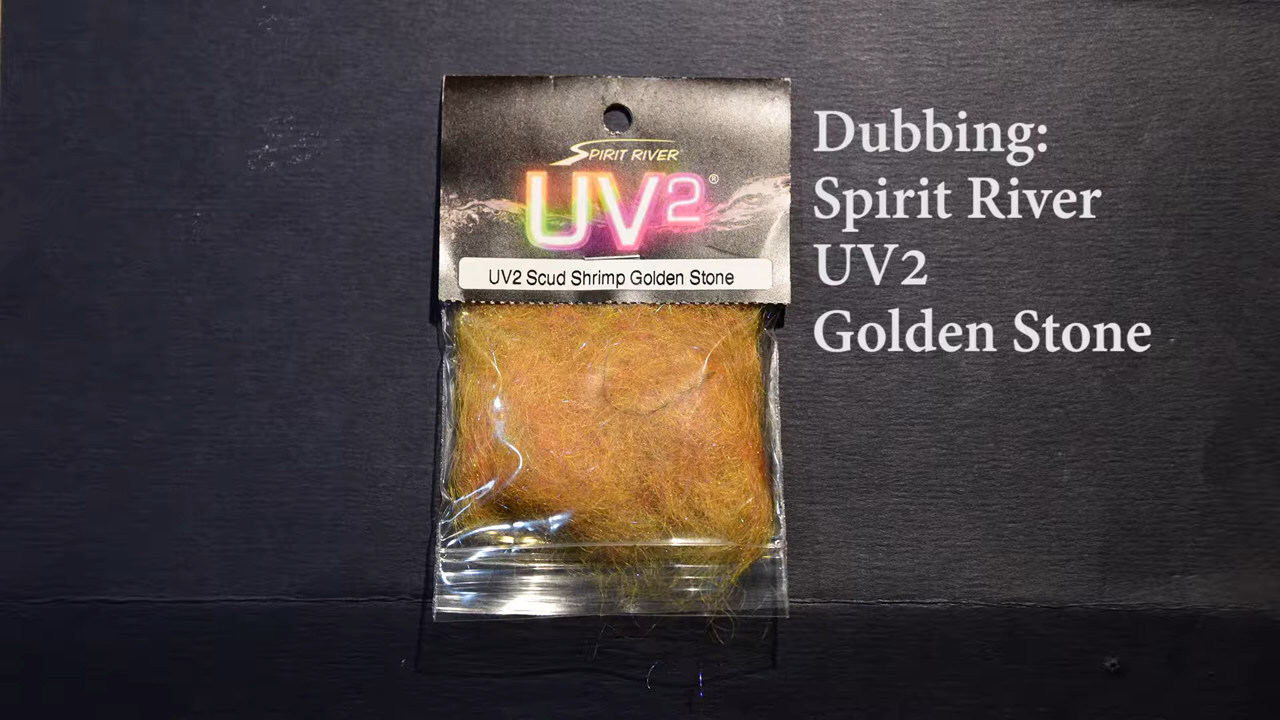 SPIRIT RIVER
UV2®
UV2 Scud Shrimp Golden Stone
Dubbing:
Spirit River
UV2
Golden Stone